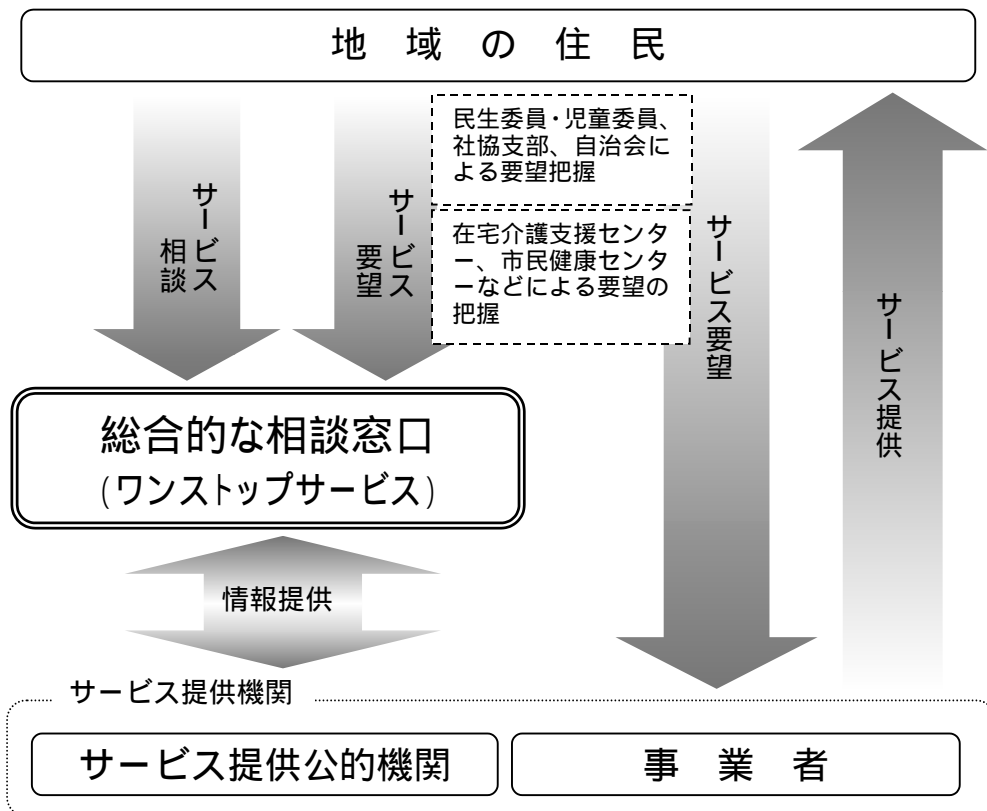 地域の住民
サービス
相談
サービス
要望
民生委員・児童委員、
社協支部、自治会に
よる要望把握
在宅介護支援センタ
ー、市民健康センタ
ーなどによる要望の
把握
サービス要望
サービス提供
総合的な相談窓口
(ワンストップサービス)
情報提供
サービス提供機関
サービス提供公的機関
事業者